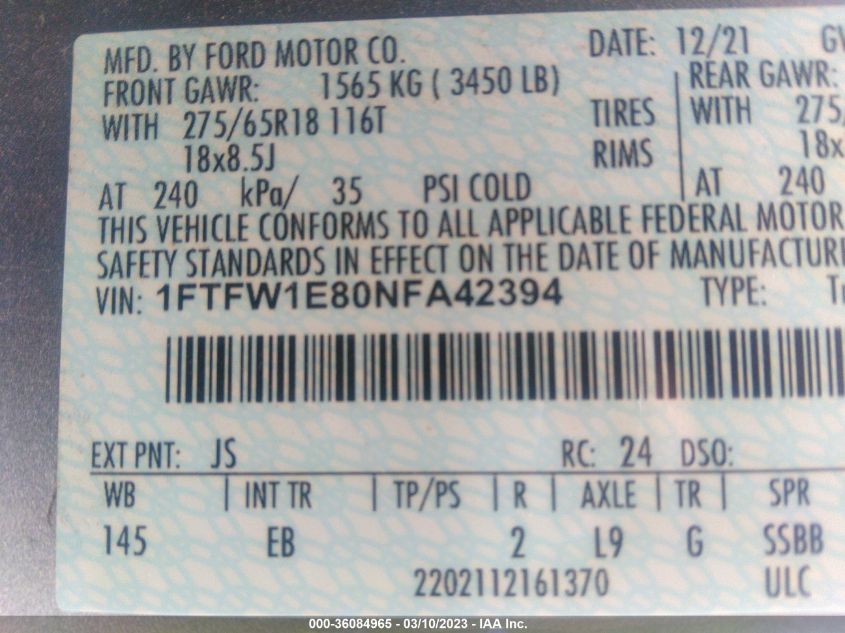 MFD. BY FORD MOTOR CO. DATE: 12/21 GV
FRONT GAWR: 1565 KG ( 3450 LB) REAR GAWR:
WITH 275/65R18 116T TIRES WITH 275/
18x8.5J RIMS 18x
AT 240 kPa/ 35 PSI COLD AT 240
THIS VEHICLE CONFORMS TO ALL APPLICABLE FEDERAL MOTOR
SAFETY STANDARDS IN EFFECT ON THE DATE OF MANUFACTURE
VIN: 1FTFW1E80NFA42394 TYPE:
EXT PNT: JS RC: 24 DSO:
WB | INT TR | TP/PS | R | AXLE | TR | SPR
145 EB 2 L9 G SSBB
2202112161370 ULC
000-36084965 - 03/10/2023 - IAA Inc.